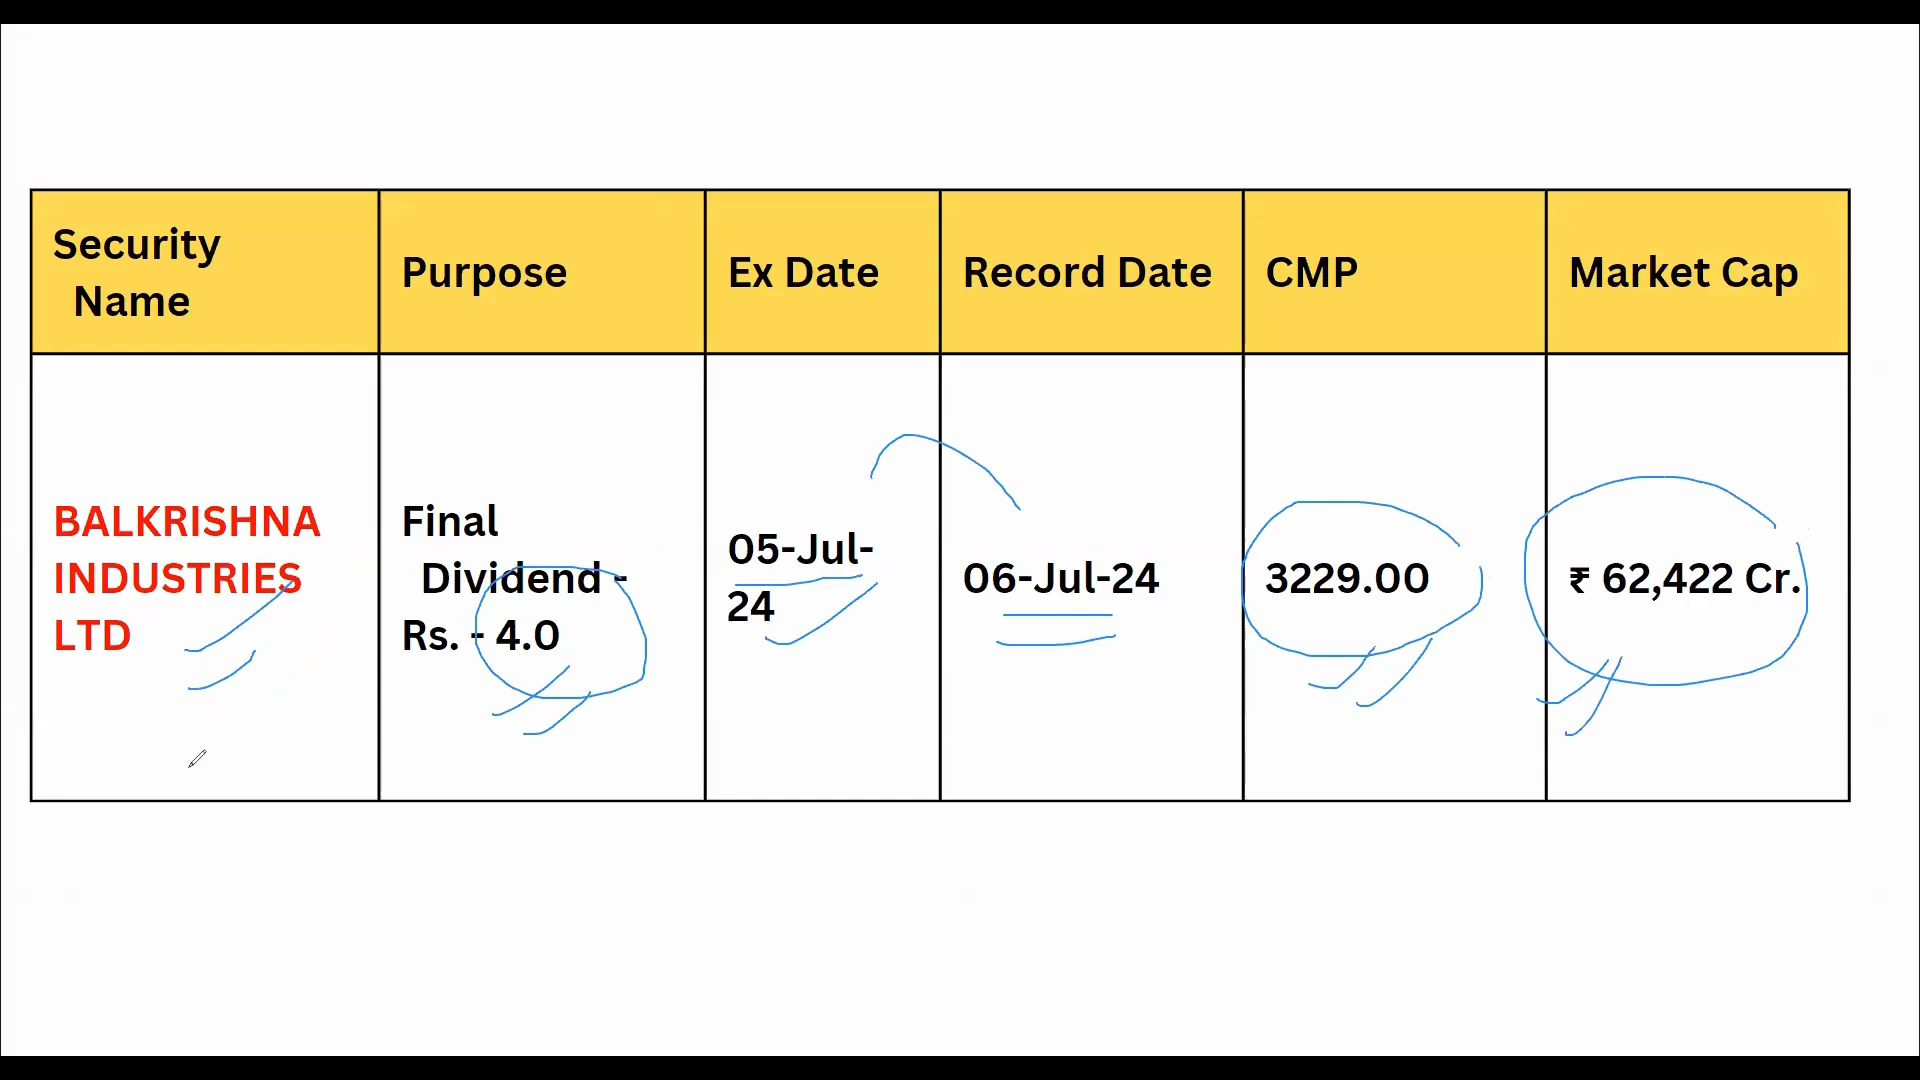 Security
Name
Purpose
Ex Date
Record Date
CMP
Market Cap
BALKRISHNA
INDUSTRIES
LTD
Final
Dividend -
Rs. - 4.0
05-Jul-
24
06-Jul-24
3229.00
₹ 62,422 Cr.